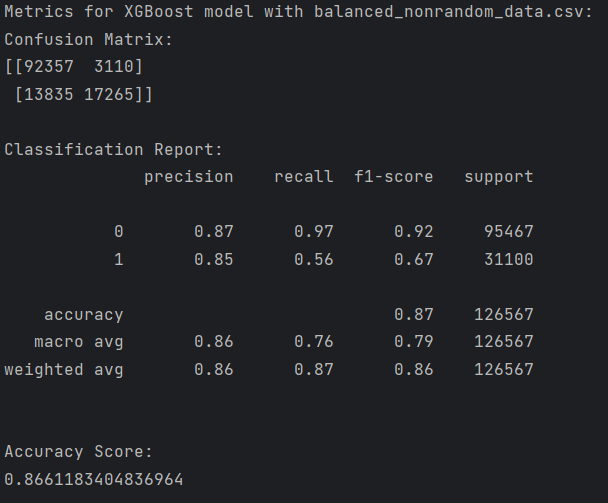 Metrics for XGBoost model with balanced_nonrandom_data.csv:
Confusion Matrix:
[[92357  3110]
 [13835 17265]]

Classification Report:
              precision    recall  f1-score   support

           0       0.87      0.97      0.92     95467
           1       0.85      0.56      0.67     31100

    accuracy                           0.87    126567
   macro avg       0.86      0.76      0.79    126567
weighted avg       0.86      0.87      0.86    126567


Accuracy Score:
0.8661183404836964